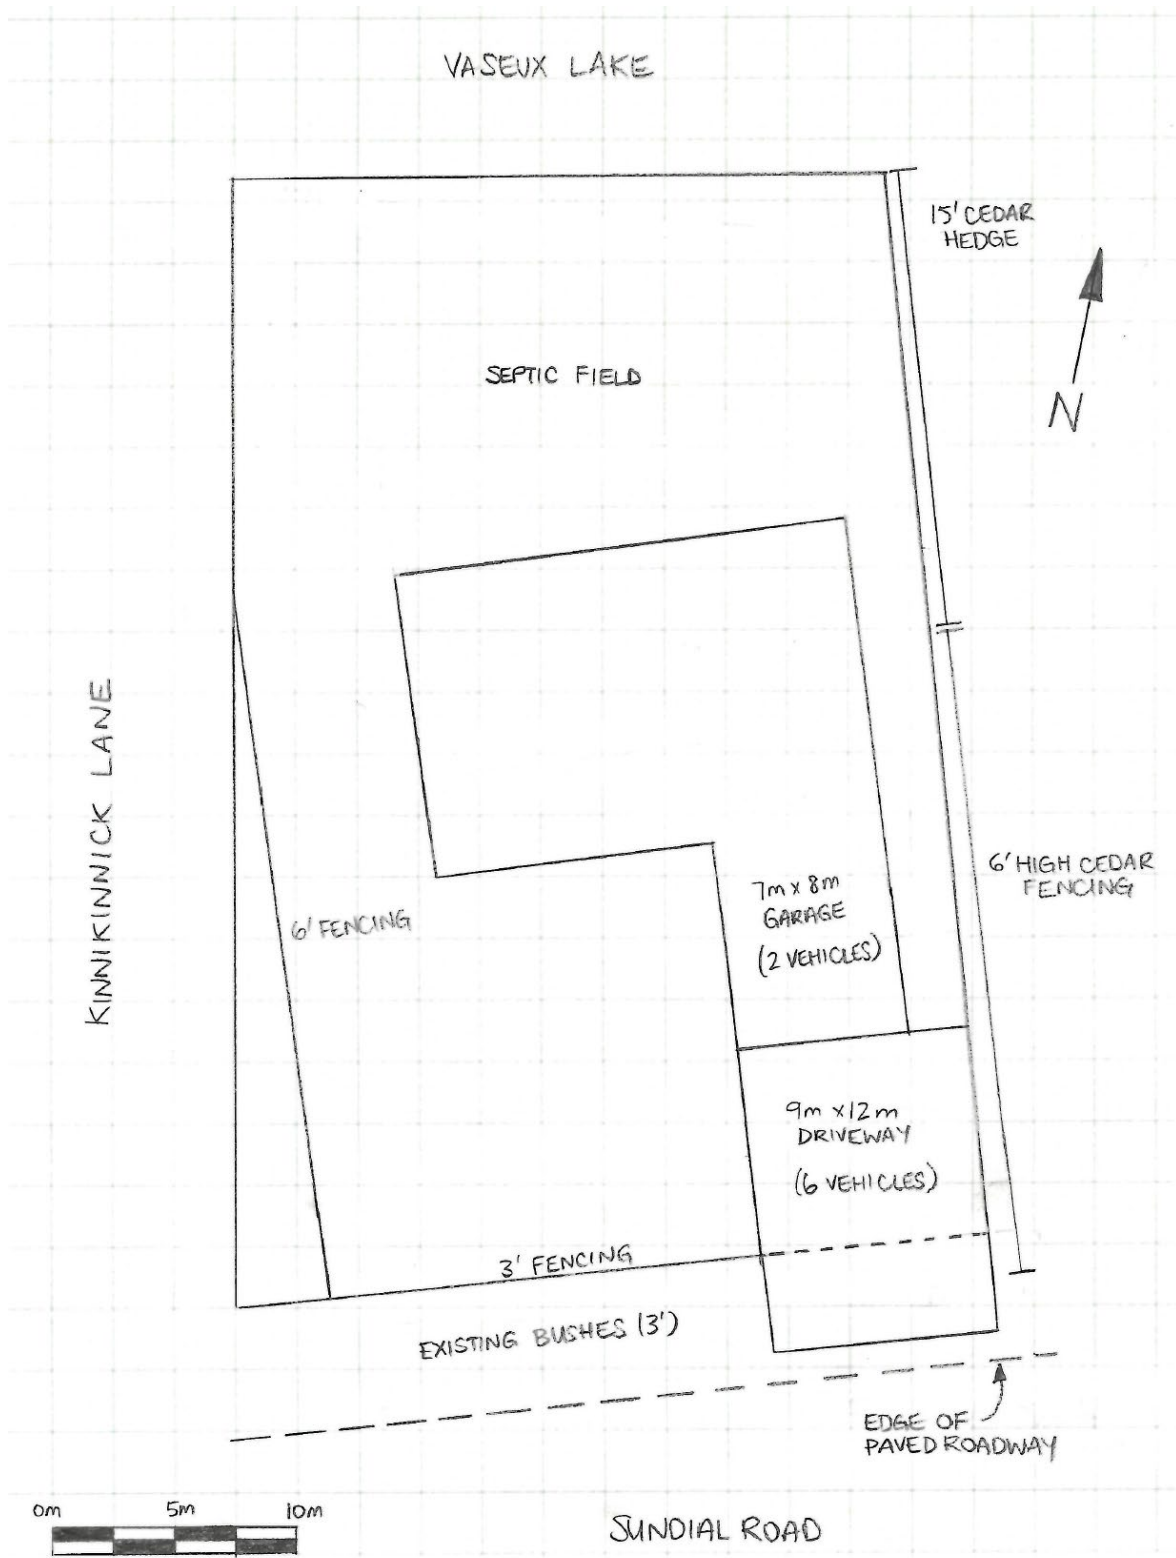 VASEUX LAKE
15' CEDAR
HEDGE
N
SEPTIC FIELD
KINNIKINNICK LANE
6' FENCING
7m x 8m
GARAGE
(2 VEHICLES)
6' HIGH CEDAR
FENCING
9m x 12m
DRIVEWAY
(6 VEHICLES)
3' FENCING
EXISTING BUSHES (3')
EDGE OF
PAVED ROADWAY
0m 5m 10m
SUNDIAL ROAD